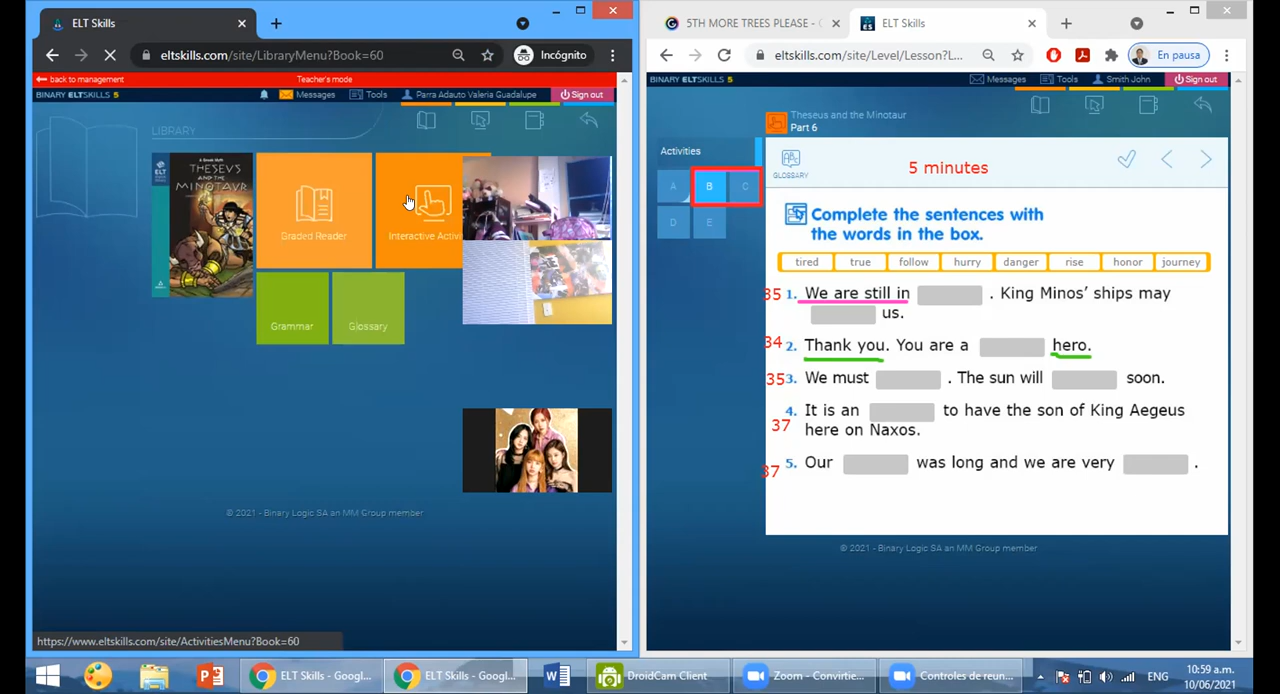 ELT Skills
eltskills.com/site/LibraryMenu?Book=60
Incógnito
back to management
Teacher's mode
BINARY ELTSKILLS 5
Messages
Tools
Parra Adauto Valeria Guadalupe
Sign out
LIBRARY
A Greek Myth
THESEVS
AND THE
MINOTAVR
ELT
SKILLS
Graded Reader
Interactive Activi
Grammar
Glossary
© 2021 - Binary Logic SA an MM Group member
https://www.eltskills.com/site/ActivitiesMenu?Book=60
5TH MORE TREES PLEASE -
ELT Skills
eltskills.com/site/Level/Lesson?L...
En pausa
BINARY ELTSKILLS 5
Messages
Tools
Smith John
Sign out
Theseus and the Minotaur
Part 6
Activities
A
B
C
D
E
GLOSSARY
5 minutes
Complete the sentences with
the words in the box.
tired true follow hurry danger rise honor journey
35 1. We are still in . King Minos' ships may
us.
34 2. Thank you. You are a hero.
35 3. We must . The sun will soon.
4. It is an to have the son of King Aegeus
37 here on Naxos.
37 5. Our was long and we are very .
© 2021 - Binary Logic SA an MM Group member
ELT Skills - Googl...
ELT Skills - Googl...
DroidCam Client
Zoom - Convirtie...
Controles de reun...
ENG
10:59 a.m.
10/06/2021